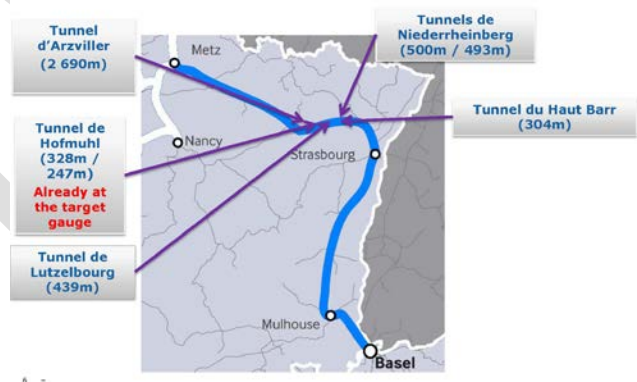 Tunnel
d'Arzviller
(2 690m)
Tunnels de
Niederrheinberg
(500m / 493m)
Metz
Tunnel du Haut Barr
(304m)
Tunnel de
Hofmuhl
(328m /
247m)
Already at
the target
gauge
Nancy
Strasbourg
Tunnel de
Lutzelbourg
(439m)
Mulhouse
Basel